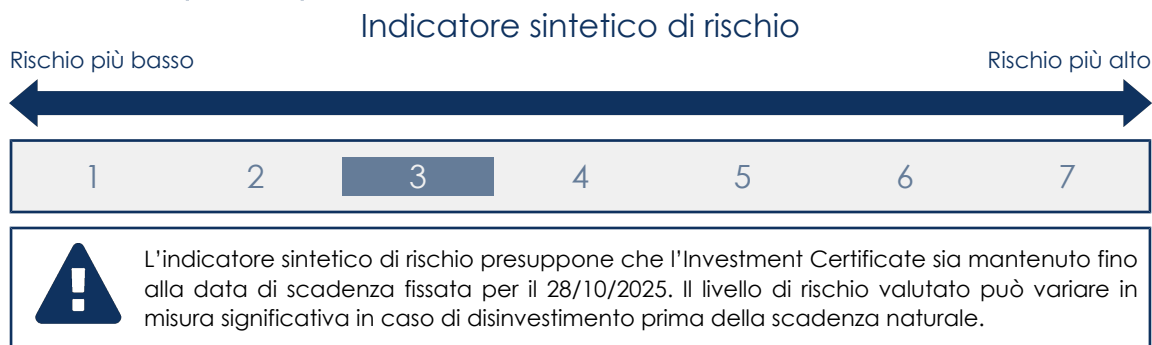 Indicatore sintetico di rischio
Rischio più basso
Rischio più alto
1 2 3 4 5 6 7
L'indicatore sintetico di rischio presuppone che l'Investment Certificate sia mantenuto fino
alla data di scadenza fissata per il 28/10/2025. Il livello di rischio valutato può variare in
misura significativa in caso di disinvestimento prima della scadenza naturale.